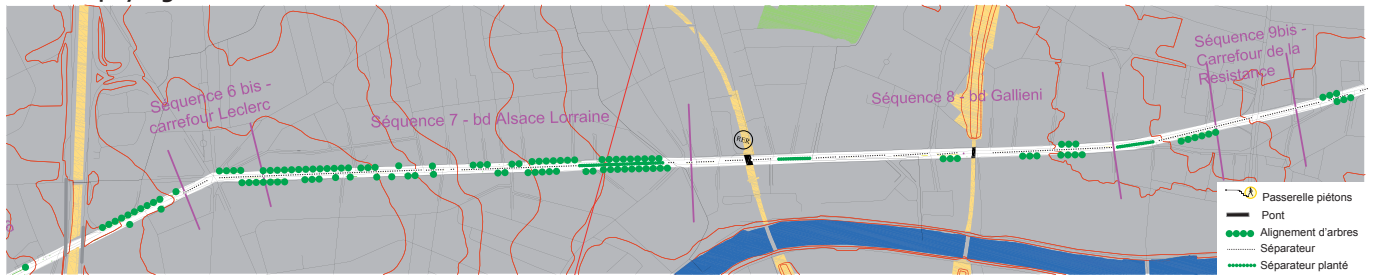 Séquence 6 bis -
carrefour Leclerc
Séquence 7 - bd Alsace Lorraine
RER
Séquence 8 - bd Gallieni
Séquence 9bis -
Carrefour de la
Resistance
Passerelle piétons
Pont
Alignement d'arbres
Séparateur
Séparateur planté